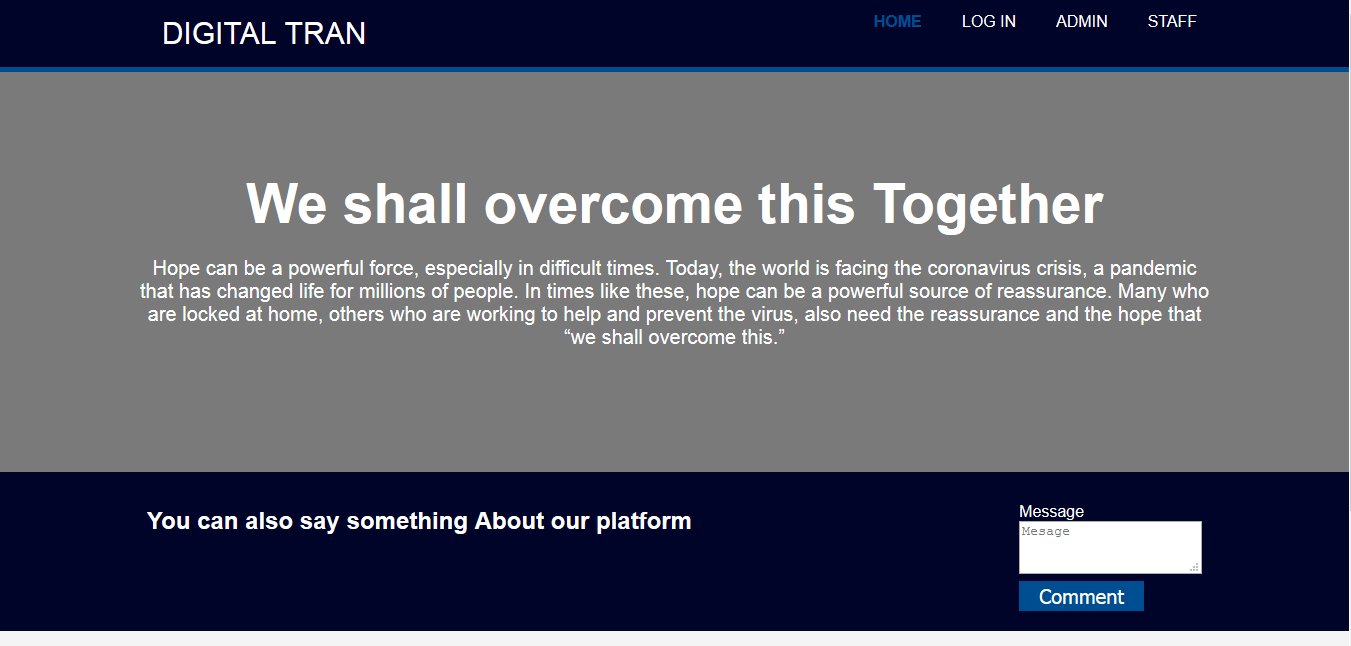 DIGITAL TRAN
HOME LOG IN ADMIN STAFF
We shall overcome this Together
Hope can be a powerful force, especially in difficult times. Today, the world is facing the coronavirus crisis, a pandemic
that has changed life for millions of people. In times like these, hope can be a powerful source of reassurance. Many who
are locked at home, others who are working to help and prevent the virus, also need the reassurance and the hope that
“we shall overcome this.”
You can also say something About our platform
Message
Mesage
Comment